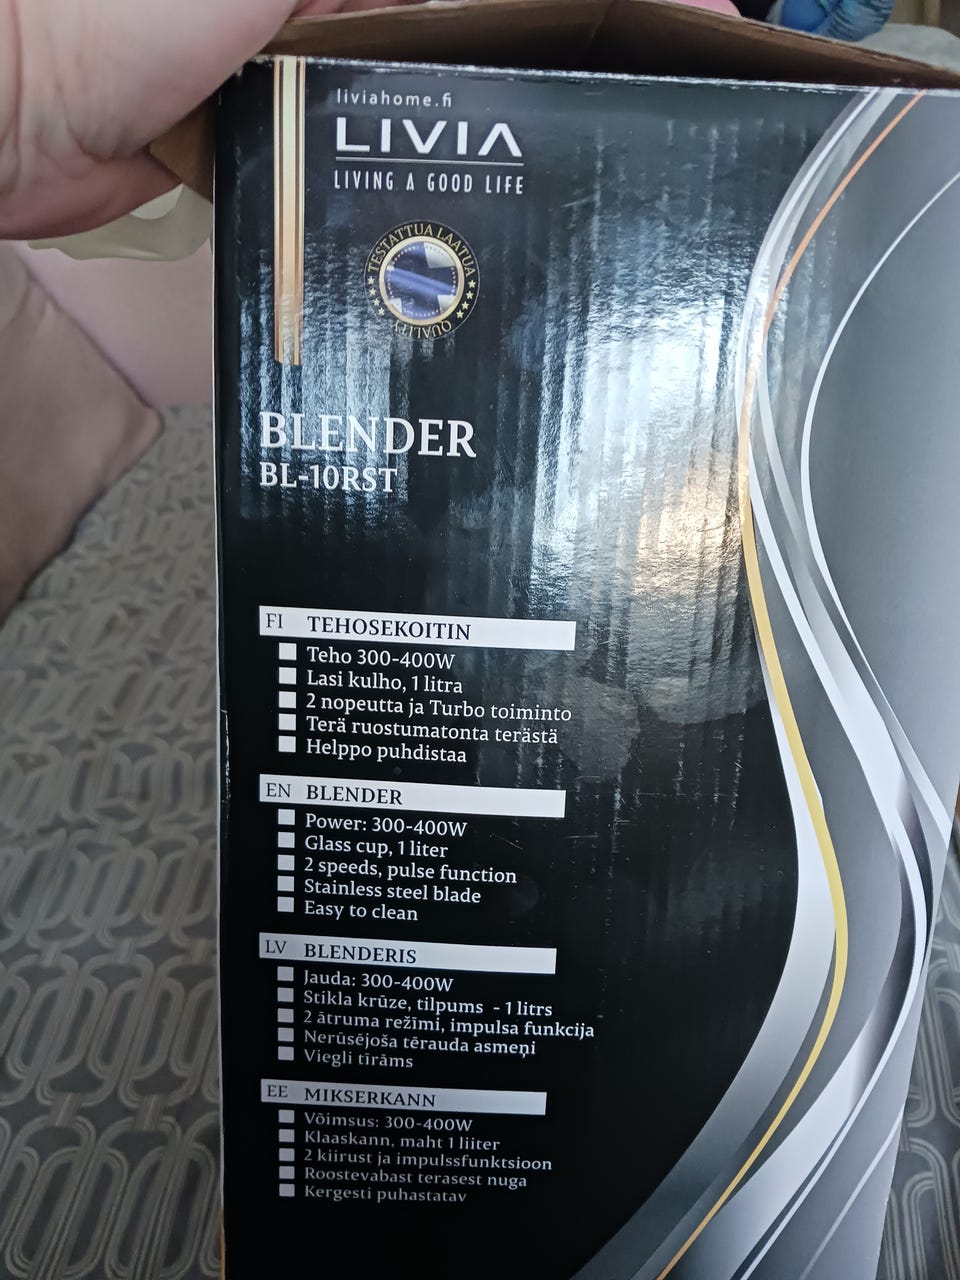 liviahome.fi
LIVIA
LIVING A GOOD LIFE
TESTATTUA LAATUA
QUALITY
BLENDER
BL-10RST
FI TEHOSEKOITIN
Teho 300-400W
Lasi kulho, 1 litra
2 nopeutta ja Turbo toiminto
Terä ruostumatonta terästä
Helppo puhdistaa
EN BLENDER
Power: 300-400W
Glass cup, 1 liter
2 speeds, pulse function
Stainless steel blade
Easy to clean
LV BLENDERIS
Jauda: 300-400W
Stikla krūze, tilpums - 1 litrs
2 ātruma režīmi, impulsa funkcija
Nerūsējoša tērauda asmeņi
Viegli tīrāms
EE MIKSERKANN
Võimsus: 300-400W
Klaaskann, maht 1 liiter
2 kiirust ja impulssfunktsioon
Roostevabast terasest nuga
Kergesti puhastatav